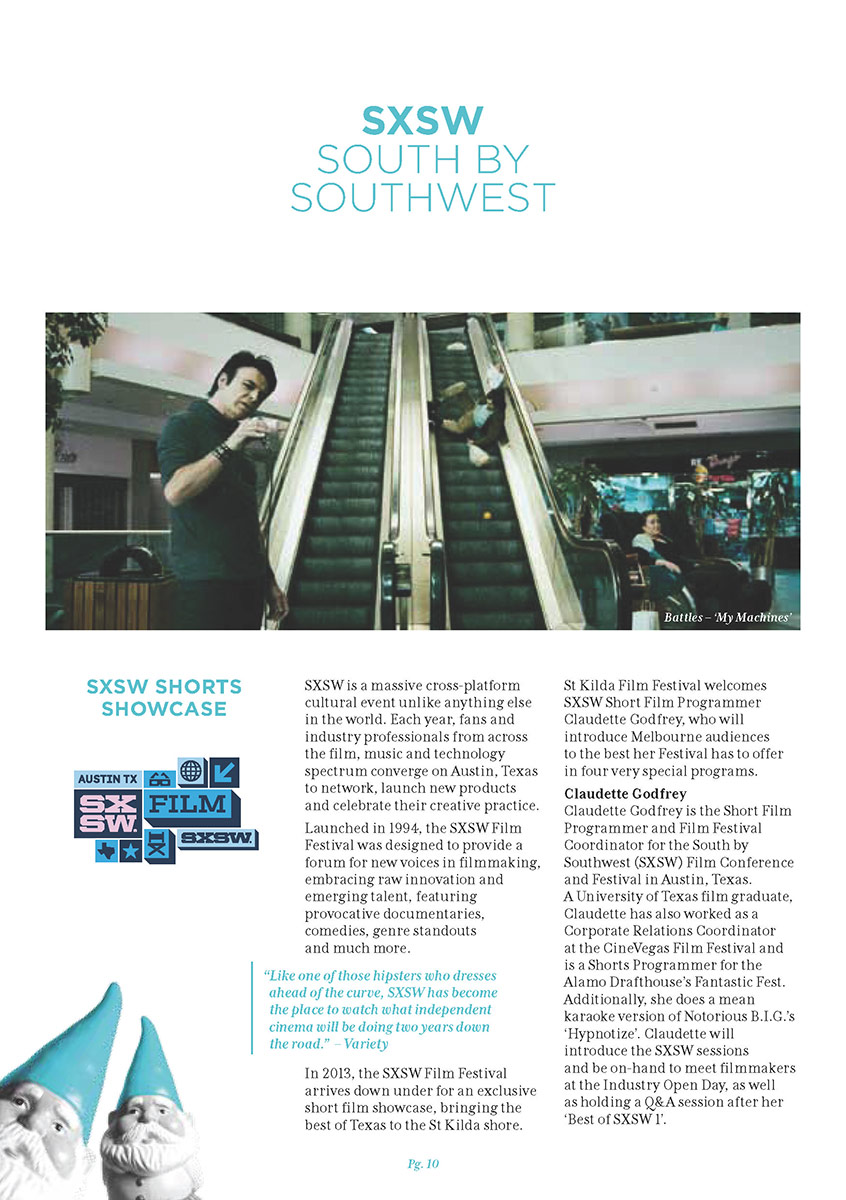 SXSW
SOUTH BY
SOUTHWEST
Battles – ‘My Machines’
SXSW SHORTS
SHOWCASE
AUSTIN TX
SX
SW.
FILM
SXSW.
SXSW is a massive cross-platform
cultural event unlike anything else
in the world. Each year, fans and
industry professionals from across
the film, music and technology
spectrum converge on Austin, Texas
to network, launch new products
and celebrate their creative practice.
Launched in 1994, the SXSW Film
Festival was designed to provide a
forum for new voices in filmmaking,
embracing raw innovation and
emerging talent, featuring
provocative documentaries,
comedies, genre standouts
and much more.
“Like one of those hipsters who dresses
ahead of the curve, SXSW has become
the place to watch what independent
cinema will be doing two years down
the road.” – Variety
In 2013, the SXSW Film Festival
arrives down under for an exclusive
short film showcase, bringing the
best of Texas to the St Kilda shore.
St Kilda Film Festival welcomes
SXSW Short Film Programmer
Claudette Godfrey, who will
introduce Melbourne audiences
to the best her Festival has to offer
in four very special programs.
Claudette Godfrey
Claudette Godfrey is the Short Film
Programmer and Film Festival
Coordinator for the South by
Southwest (SXSW) Film Conference
and Festival in Austin, Texas.
A University of Texas film graduate,
Claudette has also worked as a
Corporate Relations Coordinator
at the CineVegas Film Festival and
is a Shorts Programmer for the
Alamo Drafthouse’s Fantastic Fest.
Additionally, she does a mean
karaoke version of Notorious B.I.G.’s
‘Hypnotize’. Claudette will
introduce the SXSW sessions
and be on-hand to meet filmmakers
at the Industry Open Day, as well
as holding a Q&A session after her
‘Best of SXSW 1’.
Pg. 10